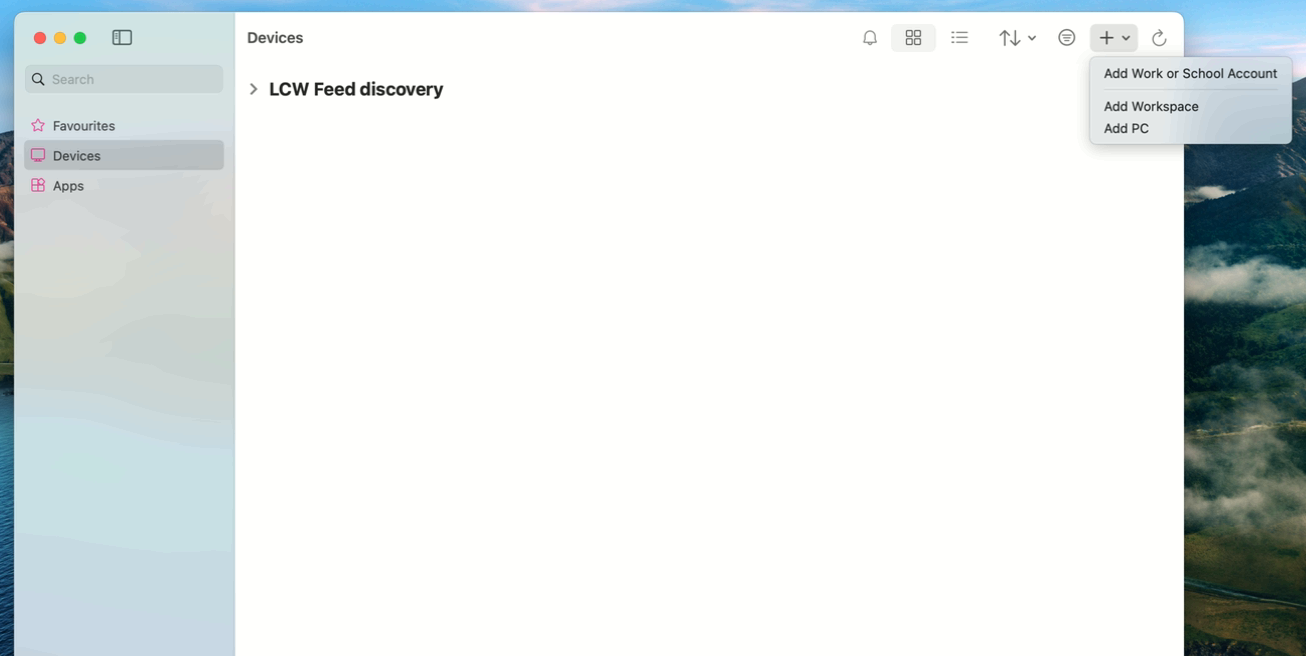 Devices
Search
LCW Feed discovery
Favourites
Devices
Apps
Add Work or School Account
Add Workspace
Add PC